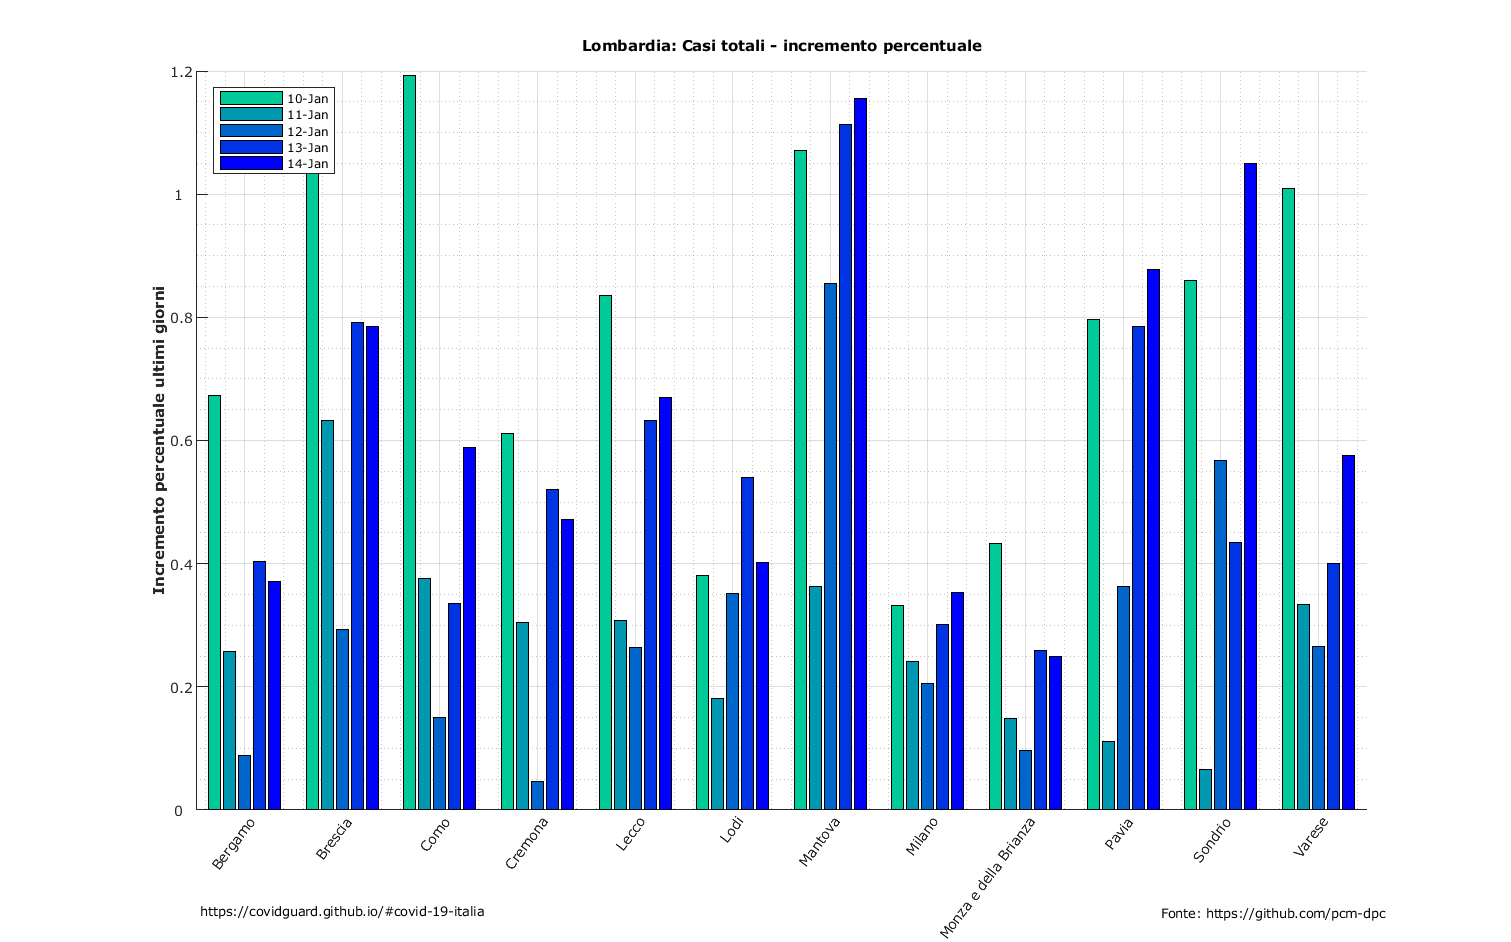 Lombardia: Casi totali - incremento percentuale
1.2
1
0.8
0.6
0.4
0.2
0
10-Jan
11-Jan
12-Jan
13-Jan
14-Jan
Incremento percentuale ultimi giorni
Bergamo
Brescia
Como
Cremona
Lecco
Lodi
Mantova
Milano
Monza e della Brianza
Pavia
Sondrio
Varese
https://covidguard.github.io/#covid-19-italia
Fonte: https://github.com/pcm-dpc